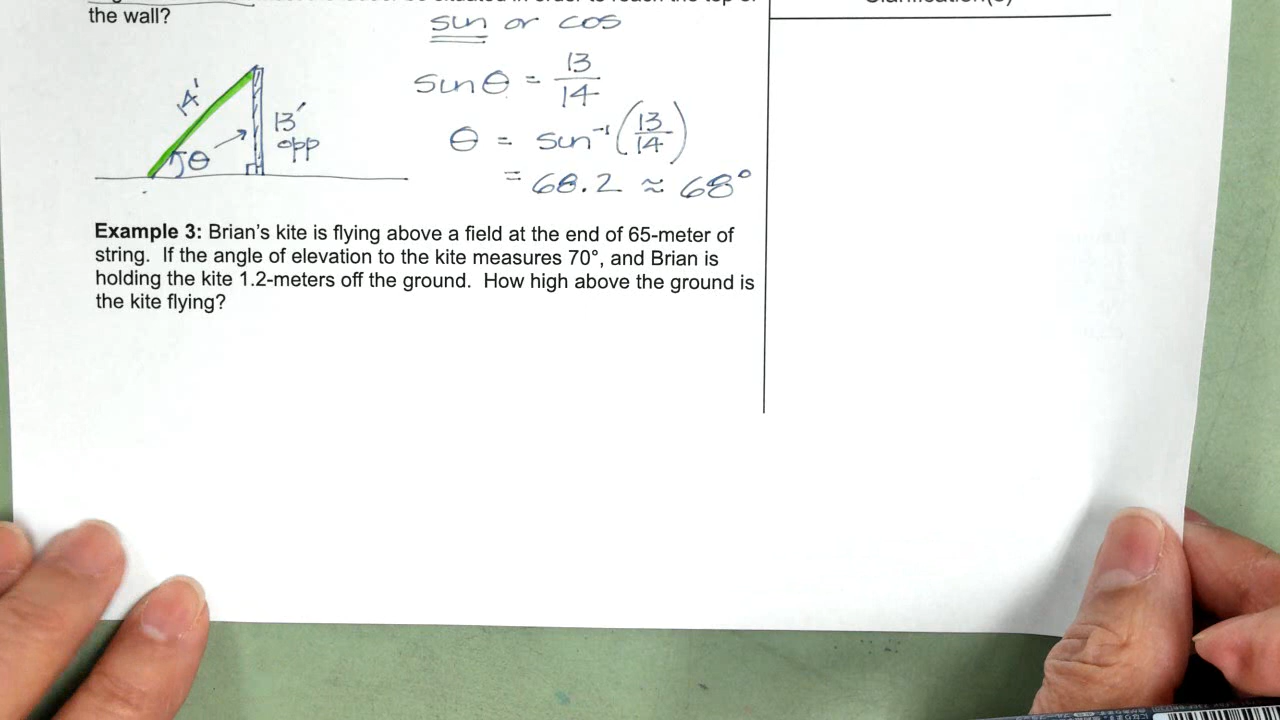 the wall?
sin or cos
14'
13'
opp
θ
sin θ = 13/14
θ = sin⁻¹(13/14)
= 68.2 ≈ 68°
Example 3: Brian's kite is flying above a field at the end of 65-meter of
string. If the angle of elevation to the kite measures 70°, and Brian is
holding the kite 1.2-meters off the ground. How high above the ground is
the kite flying?